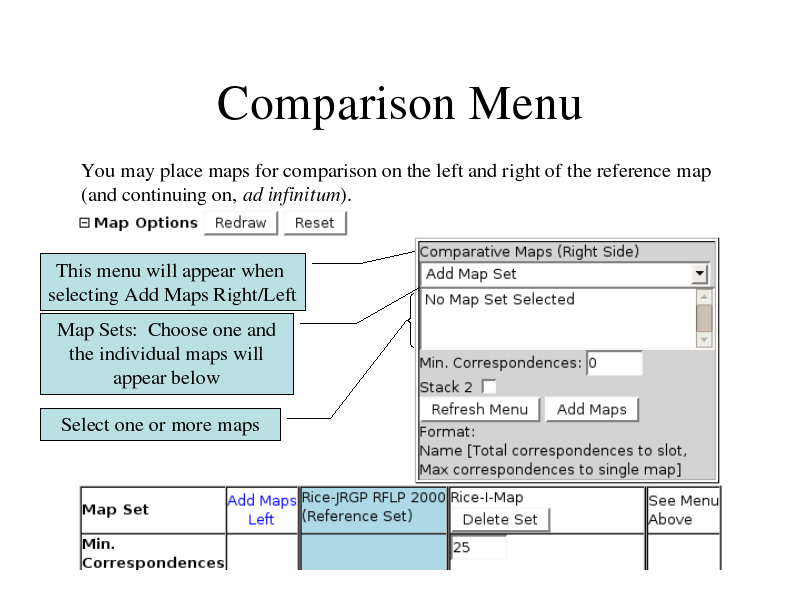 Comparison Menu
You may place maps for comparison on the left and right of the reference map
(and continuing on, ad infinitum).
Map Options Redraw Reset
This menu will appear when
selecting Add Maps Right/Left
Map Sets: Choose one and
the individual maps will
appear below
Select one or more maps
Comparative Maps (Right Side)
Add Map Set
No Map Set Selected
Min. Correspondences: 0
Stack 2
Refresh Menu Add Maps
Format:
Name [Total correspondences to slot,
Max correspondences to single map]
Map Set
Add Maps
Left
Rice-JRGP RFLP 2000
(Reference Set)
Rice-I-Map
Delete Set
See Menu
Above
Min.
Correspondences
25